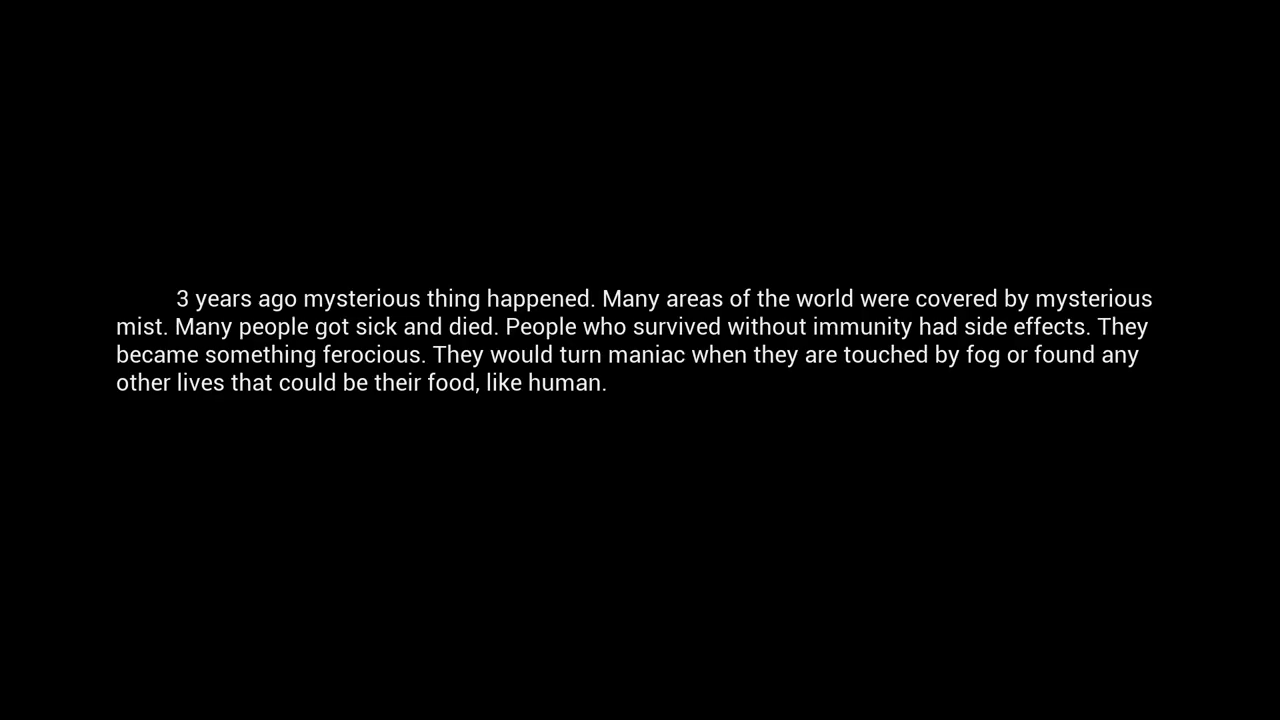 3 years ago mysterious thing happened. Many areas of the world were covered by mysterious
mist. Many people got sick and died. People who survived without immunity had side effects. They
became something ferocious. They would turn maniac when they are touched by fog or found any
other lives that could be their food, like human.